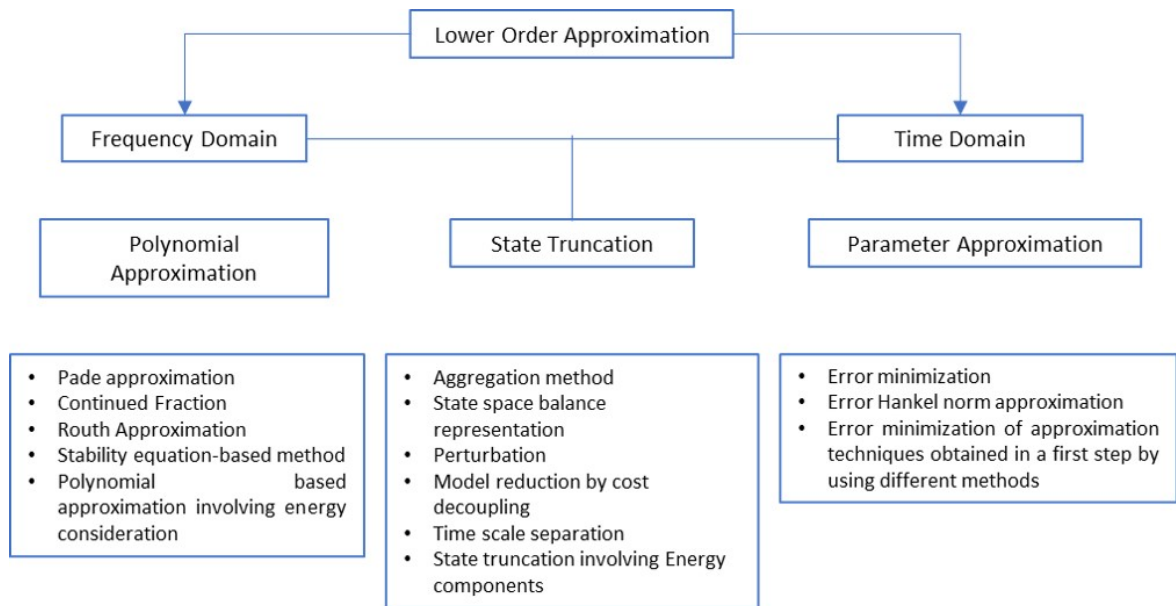 Lower Order Approximation
Frequency Domain
Time Domain
Polynomial
Approximation
State Truncation
Parameter Approximation
• Pade approximation
• Continued Fraction
• Routh Approximation
• Stability equation-based method
• Polynomial based
approximation involving energy
consideration
• Aggregation method
• State space balance
representation
• Perturbation
• Model reduction by cost
decoupling
• Time scale separation
• State truncation involving Energy
components
• Error minimization
• Error Hankel norm approximation
• Error minimization of approximation
techniques obtained in a first step by
using different methods